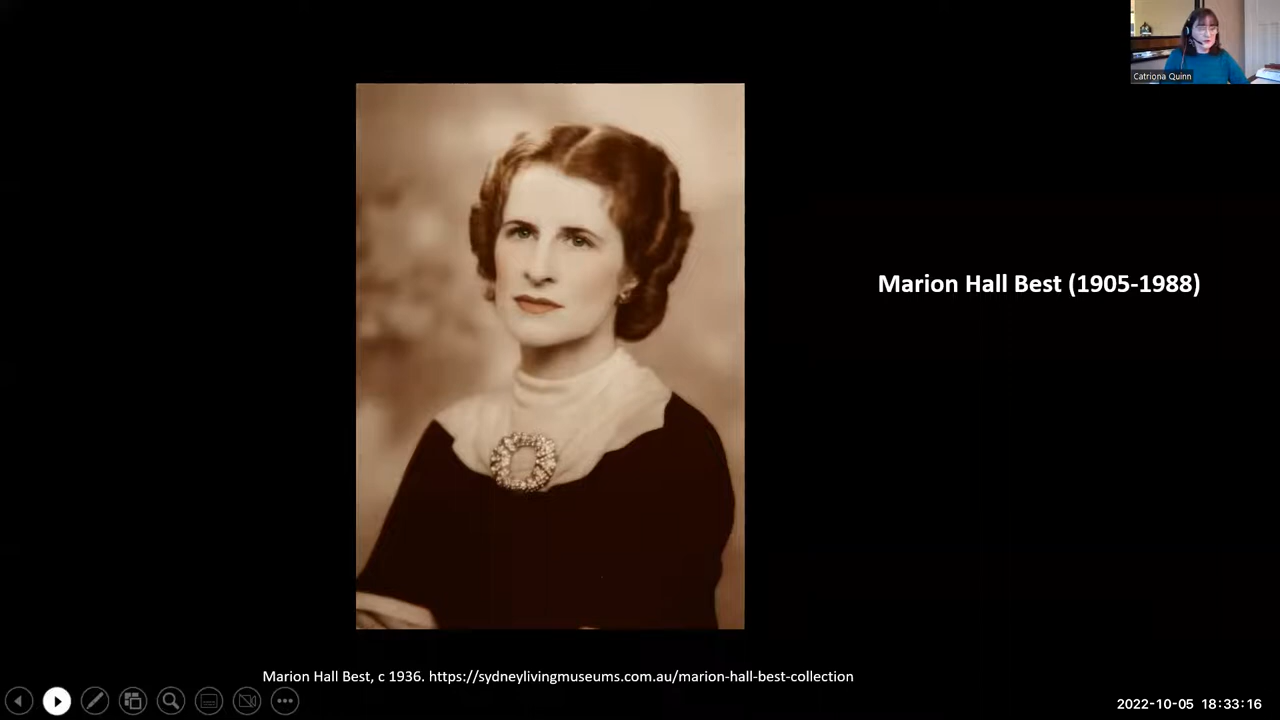 Catriona Quinn
Marion Hall Best (1905-1988)
Marion Hall Best, c 1936. https://sydneylivingmuseums.com.au/marion-hall-best-collection
2022-10-05 18:33:16